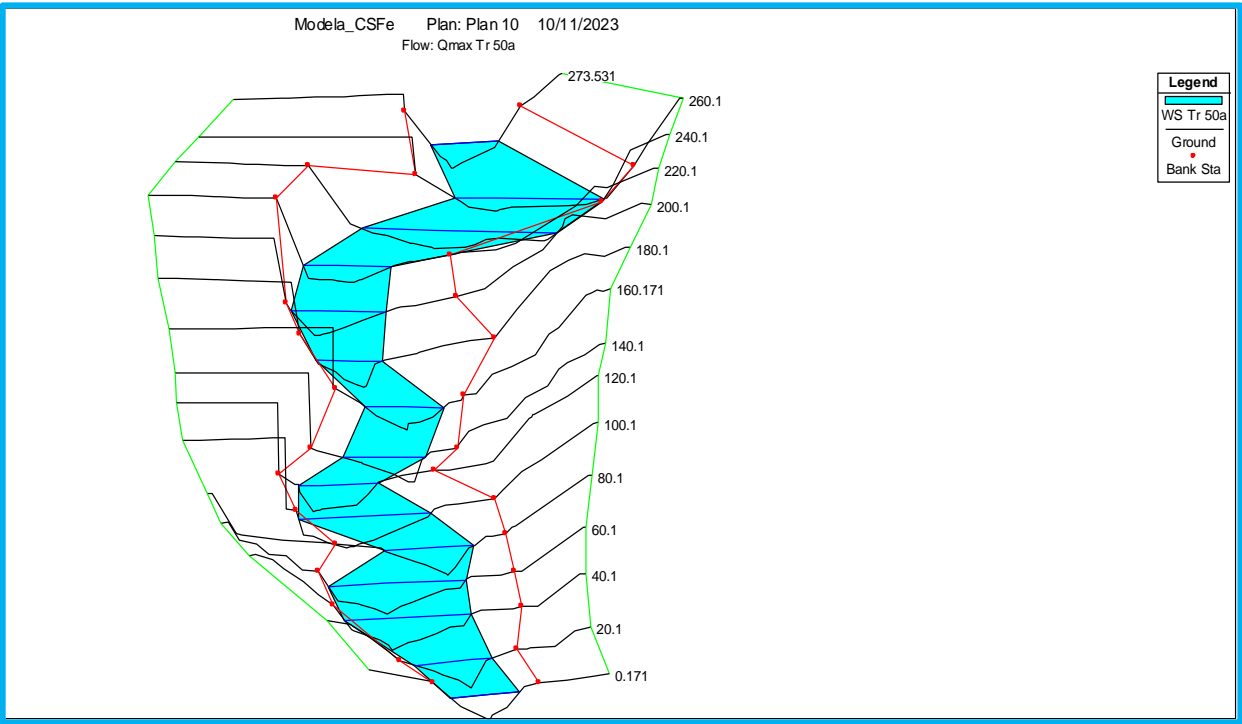 Modela_CSFe Plan: Plan 10 10/11/2023
Flow: Qmax Tr 50a
273.531
260.1
240.1
220.1
200.1
180.1
160.171
140.1
120.1
100.1
80.1
60.1
40.1
20.1
0.171
Legend
WS Tr 50a
Ground
Bank Sta